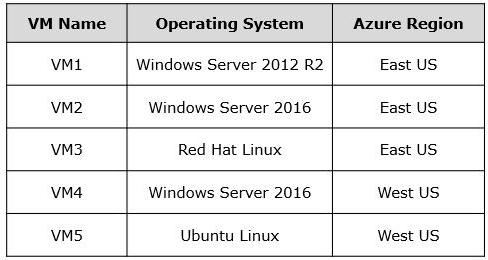 VM Name Operating System Azure Region
VM1 Windows Server 2012 R2 East US
VM2 Windows Server 2016 East US
VM3 Red Hat Linux East US
VM4 Windows Server 2016 West US
VM5 Ubuntu Linux West US